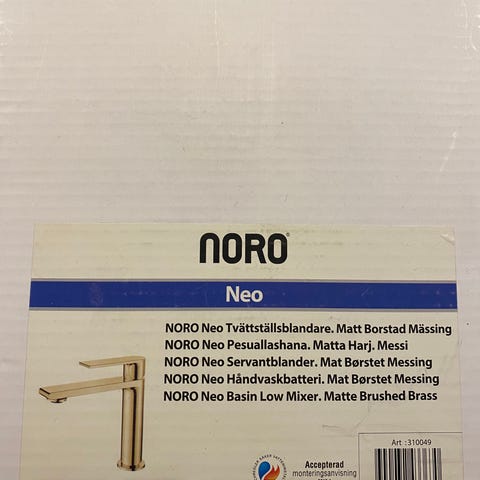 NORO
Neo
NORO Neo Tvättställsblandare. Matt Borstad Mässing
NORO Neo Pesuallashana. Matta Harj. Messi
NORO Neo Servantblander. Mat Børstet Messing
NORO Neo Håndvaskbatteri. Mat Børstet Messing
NORO Neo Basin Low Mixer. Matte Brushed Brass
Art :310049
Accepterad
monteringsanvisning